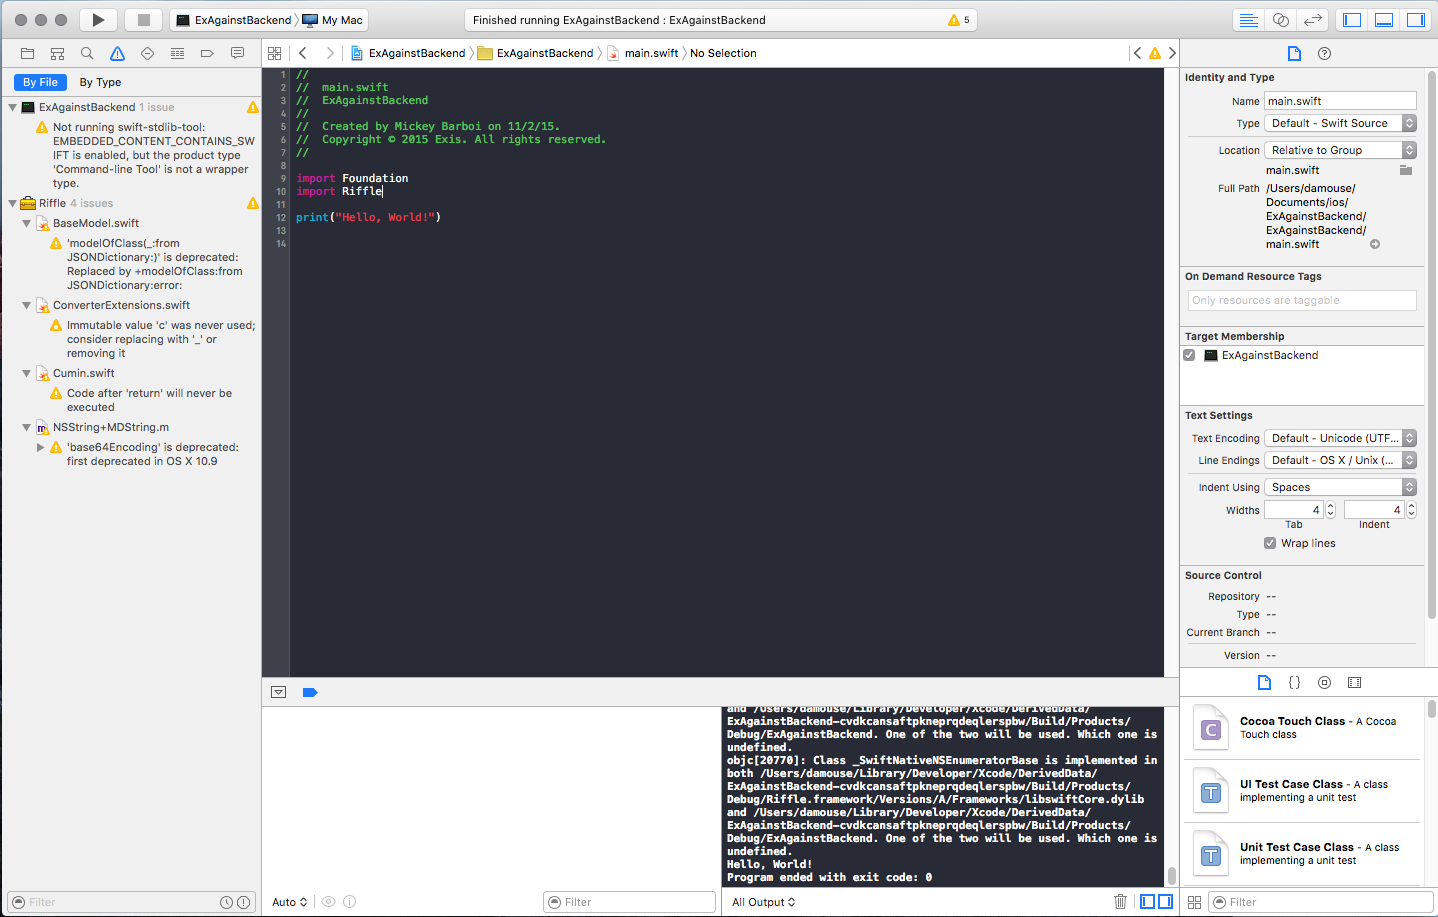 ExAgainstBackend
My Mac
Finished running ExAgainstBackend : ExAgainstBackend
5
ExAgainstBackend
ExAgainstBackend
main.swift
No Selection
By File
By Type
ExAgainstBackend 1 issue
Not running swift-stdlib-tool:
EMBEDDED_CONTENT_CONTAINS_SW
IFT is enabled, but the product type
'Command-line Tool' is not a wrapper
type.
Riffle 4 issues
BaseModel.swift
'modelOfClass(_:from
JSONDictionary:)' is deprecated:
Replaced by +modelOfClass:from
JSONDictionary:error:
ConverterExtensions.swift
Immutable value 'c' was never used;
consider replacing with '_' or
removing it
Cumin.swift
Code after 'return' will never be
executed
NSString+MDString.m
'base64Encoding' is deprecated:
first deprecated in OS X 10.9
Filter
1 //
2 // main.swift
3 // ExAgainstBackend
4 //
5 // Created by Mickey Barboi on 11/2/15.
6 // Copyright © 2015 Exis. All rights reserved.
7 //
8
9 import Foundation
10 import Riffle
11
12 print("Hello, World!")
13
14
Auto
Filter
and /Users/damouse/Library/Developer/Xcode/DerivedData/
ExAgainstBackend-cvdkcansaftpkneprqdeqlerspbw/Build/Products/
Debug/ExAgainstBackend. One of the two will be used. Which one is
undefined.
objc[20770]: Class _SwiftNativeNSEnumeratorBase is implemented in
both /Users/damouse/Library/Developer/Xcode/DerivedData/
ExAgainstBackend-cvdkcansaftpkneprqdeqlerspbw/Build/Products/
Debug/Riffle.framework/Versions/A/Frameworks/libswiftCore.dylib
and /Users/damouse/Library/Developer/Xcode/DerivedData/
ExAgainstBackend-cvdkcansaftpkneprqdeqlerspbw/Build/Products/
Debug/ExAgainstBackend. One of the two will be used. Which one is
undefined.
Hello, World!
Program ended with exit code: 0
All Output
Identity and Type
Name main.swift
Type Default - Swift Source
Location Relative to Group
main.swift
Full Path /Users/damouse/
Documents/ios/
ExAgainstBackend/
ExAgainstBackend/
main.swift
On Demand Resource Tags
Only resources are taggable
Target Membership
ExAgainstBackend
Text Settings
Text Encoding Default - Unicode (UTF...
Line Endings Default - OS X / Unix (...
Indent Using Spaces
Widths 4 4
Tab Indent
Wrap lines
Source Control
Repository --
Type --
Current Branch --
Version --
{}
C
Cocoa Touch Class - A Cocoa
Touch class
T
UI Test Case Class - A class
implementing a unit test
T
Unit Test Case Class - A class
implementing a unit test
Filter